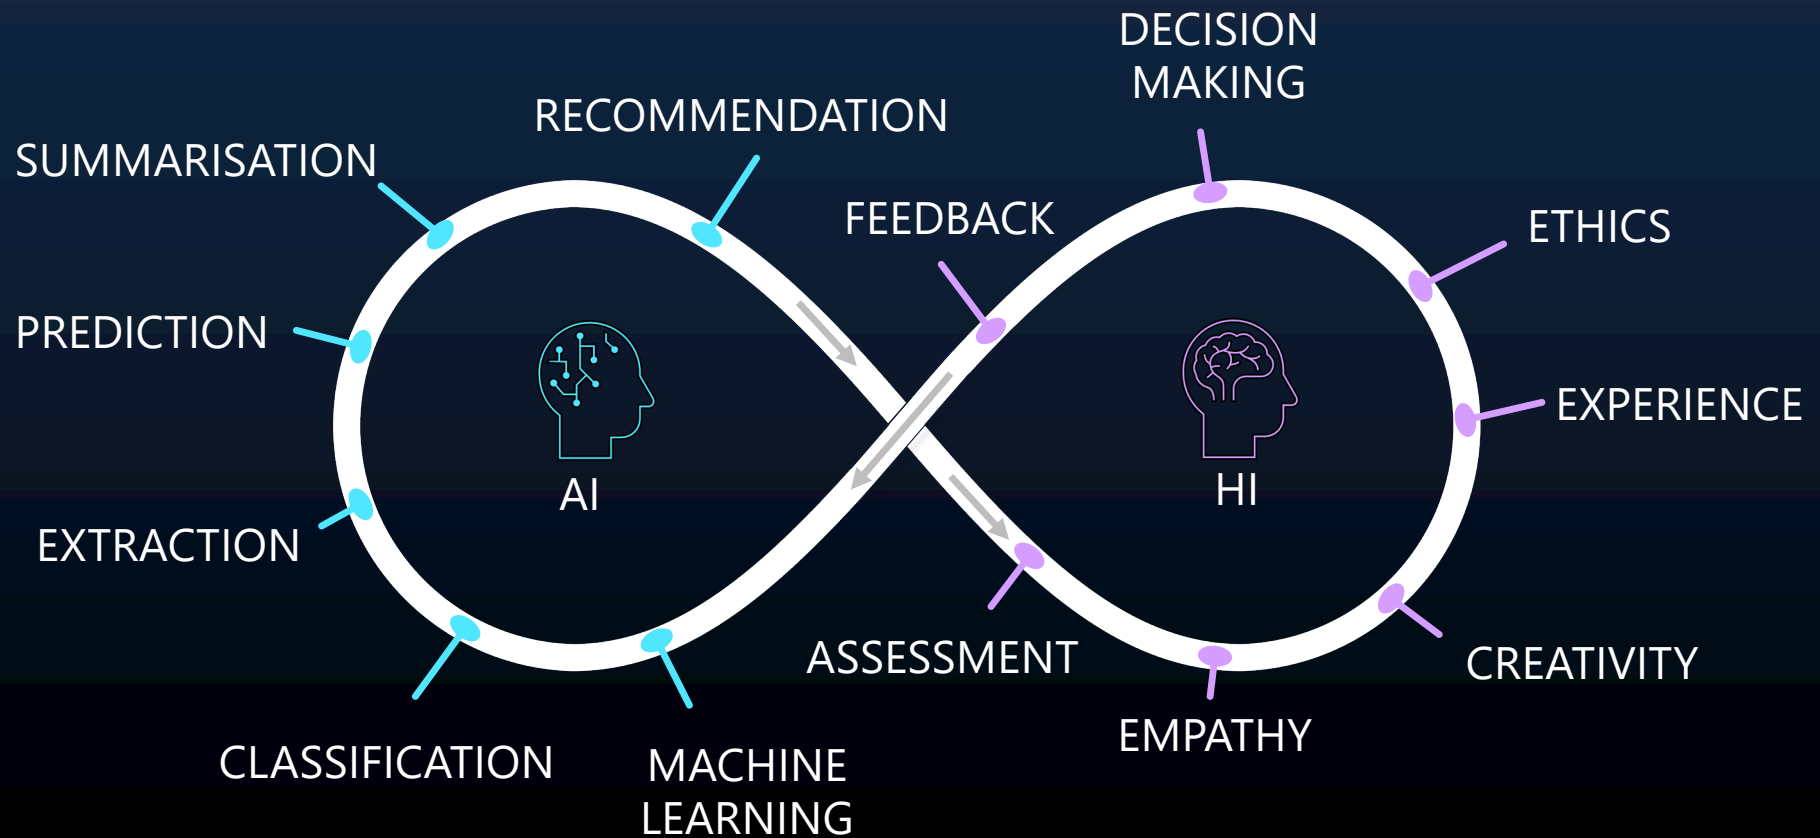 DECISION
MAKING
RECOMMENDATION
SUMMARISATION
FEEDBACK
ETHICS
PREDICTION
EXPERIENCE
AI
HI
EXTRACTION
ASSESSMENT
CREATIVITY
EMPATHY
CLASSIFICATION
MACHINE
LEARNING